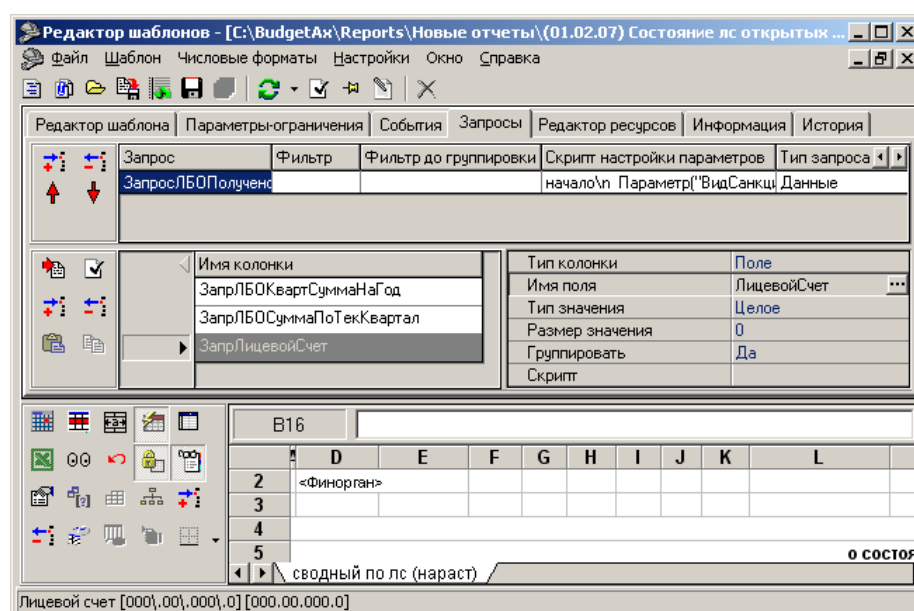 Редактор шаблонов - [C:\BudgetAx\Reports\Новые отчеты\(01.02.07) Состояние лс открытых ...
Файл Шаблон Числовые форматы Настройки Окно Справка
Редактор шаблона Параметры-ограничения События Запросы Редактор ресурсов Информация История
Запрос Фильтр Фильтр до группировки Скрипт настройки параметров Тип запроса
ЗапросЛБОПолучено начало\n Параметр("ВидСанкци Данные
Имя колонки
ЗапрЛБОКвартСуммаНаГод
ЗапрЛБОСуммаПоТекКвартал
ЗапрЛицевойСчет
Тип колонки Поле
Имя поля ЛицевойСчет ...
Тип значения Целое
Размер значения 0
Группировать Да
Скрипт
B16
D E F G H I J K L
2 <Финорган>
3
4
5 о состоя
сводный по лс (нараст)
Лицевой счет [000\.00\.000\.0] [000.00.000.0]